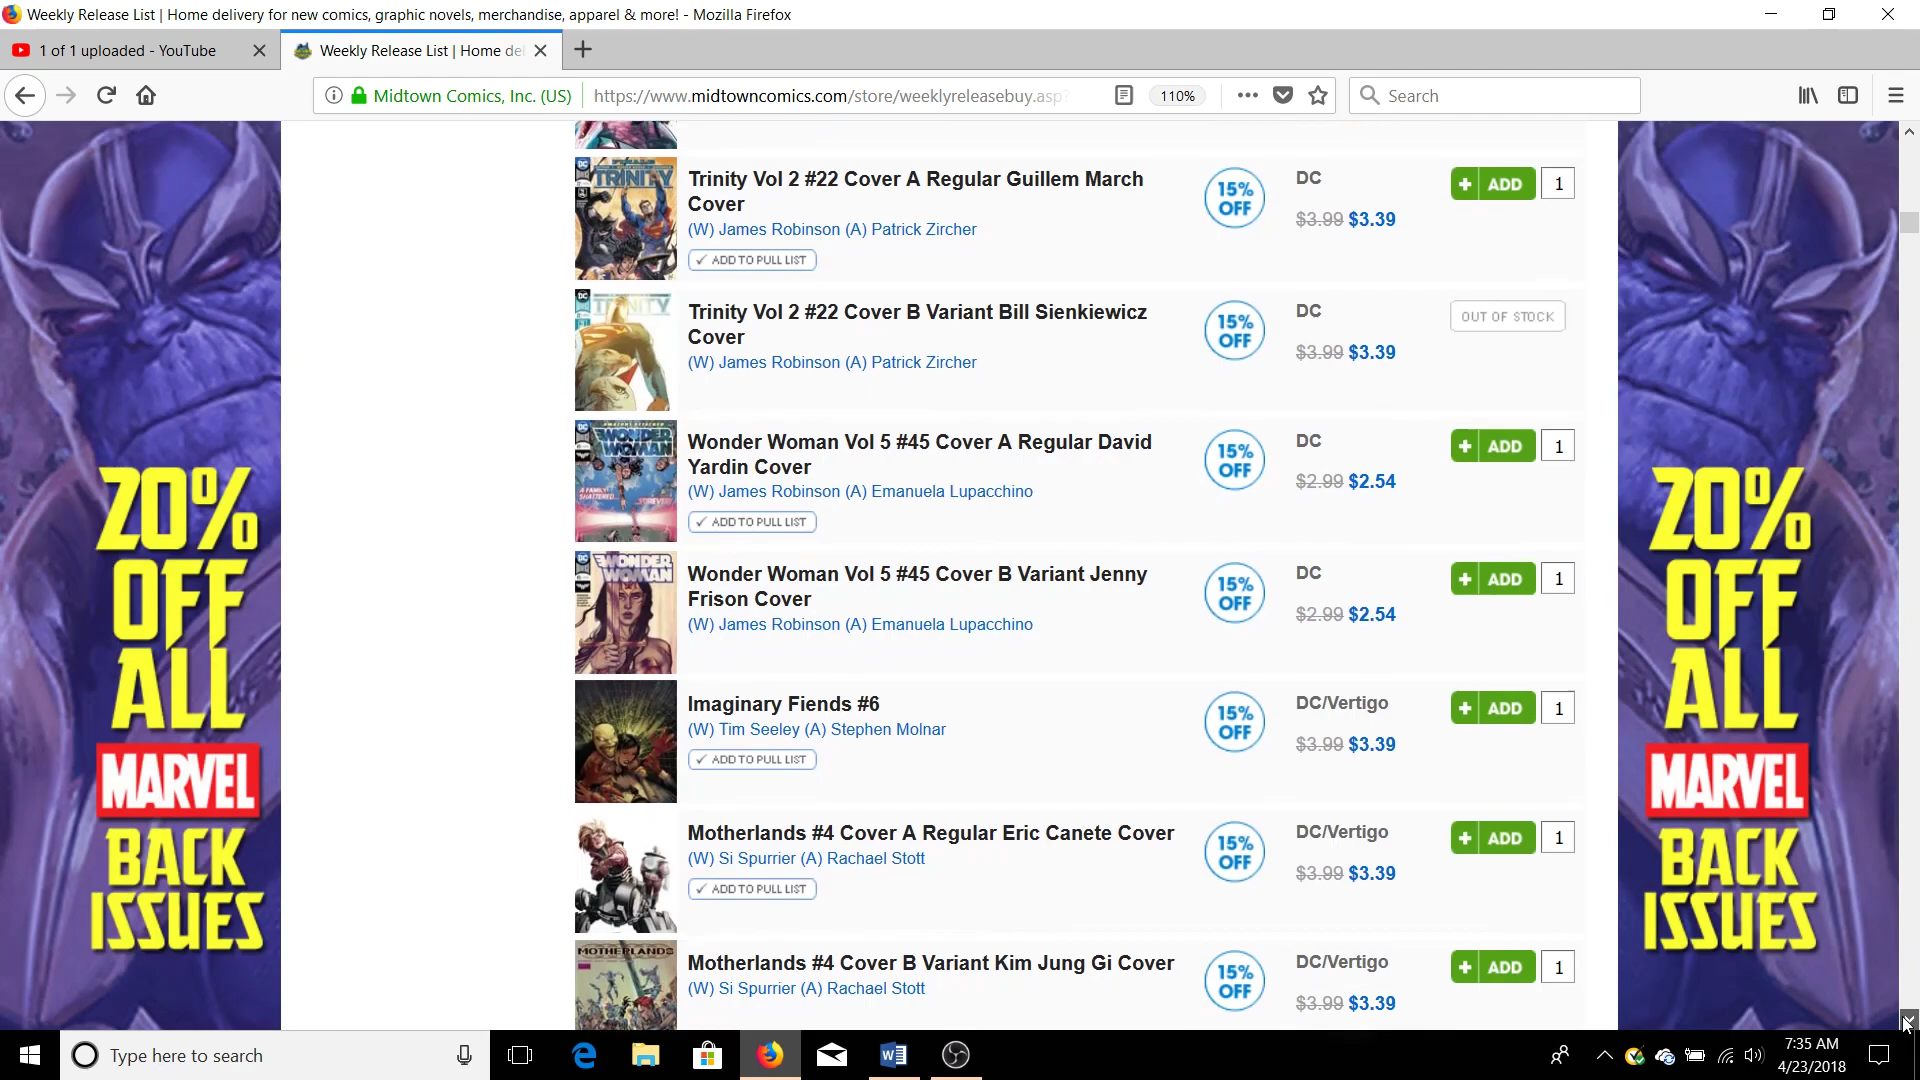 Weekly Release List | Home delivery for new comics, graphic novels, merchandise, apparel & more! - Mozilla Firefox
1 of 1 uploaded - YouTube
Weekly Release List | Home del
Midtown Comics, Inc. (US)
https://www.midtowncomics.com/store/weeklyreleasebuy.asp?
110%
Search
20%
OFF
ALL
MARVEL
BACK
ISSUES
TRINITY
Trinity Vol 2 #22 Cover A Regular Guillem March
Cover
(W) James Robinson (A) Patrick Zircher
ADD TO PULL LIST
15%
OFF
DC
$3.99 $3.39
ADD
1
TRINITY
Trinity Vol 2 #22 Cover B Variant Bill Sienkiewicz
Cover
(W) James Robinson (A) Patrick Zircher
15%
OFF
DC
$3.99 $3.39
OUT OF STOCK
WONDER
WOMAN
Wonder Woman Vol 5 #45 Cover A Regular David
Yardin Cover
(W) James Robinson (A) Emanuela Lupacchino
ADD TO PULL LIST
15%
OFF
DC
$2.99 $2.54
ADD
1
WONDER
WOMAN
Wonder Woman Vol 5 #45 Cover B Variant Jenny
Frison Cover
(W) James Robinson (A) Emanuela Lupacchino
15%
OFF
DC
$2.99 $2.54
ADD
1
Imaginary Fiends #6
(W) Tim Seeley (A) Stephen Molnar
ADD TO PULL LIST
15%
OFF
DC/Vertigo
$3.99 $3.39
ADD
1
Motherlands #4 Cover A Regular Eric Canete Cover
(W) Si Spurrier (A) Rachael Stott
ADD TO PULL LIST
15%
OFF
DC/Vertigo
$3.99 $3.39
ADD
1
MOTHERLANDS
Motherlands #4 Cover B Variant Kim Jung Gi Cover
(W) Si Spurrier (A) Rachael Stott
15%
OFF
DC/Vertigo
$3.99 $3.39
ADD
1
20%
OFF
ALL
MARVEL
BACK
ISSUES
Type here to search
7:35 AM
4/23/2018